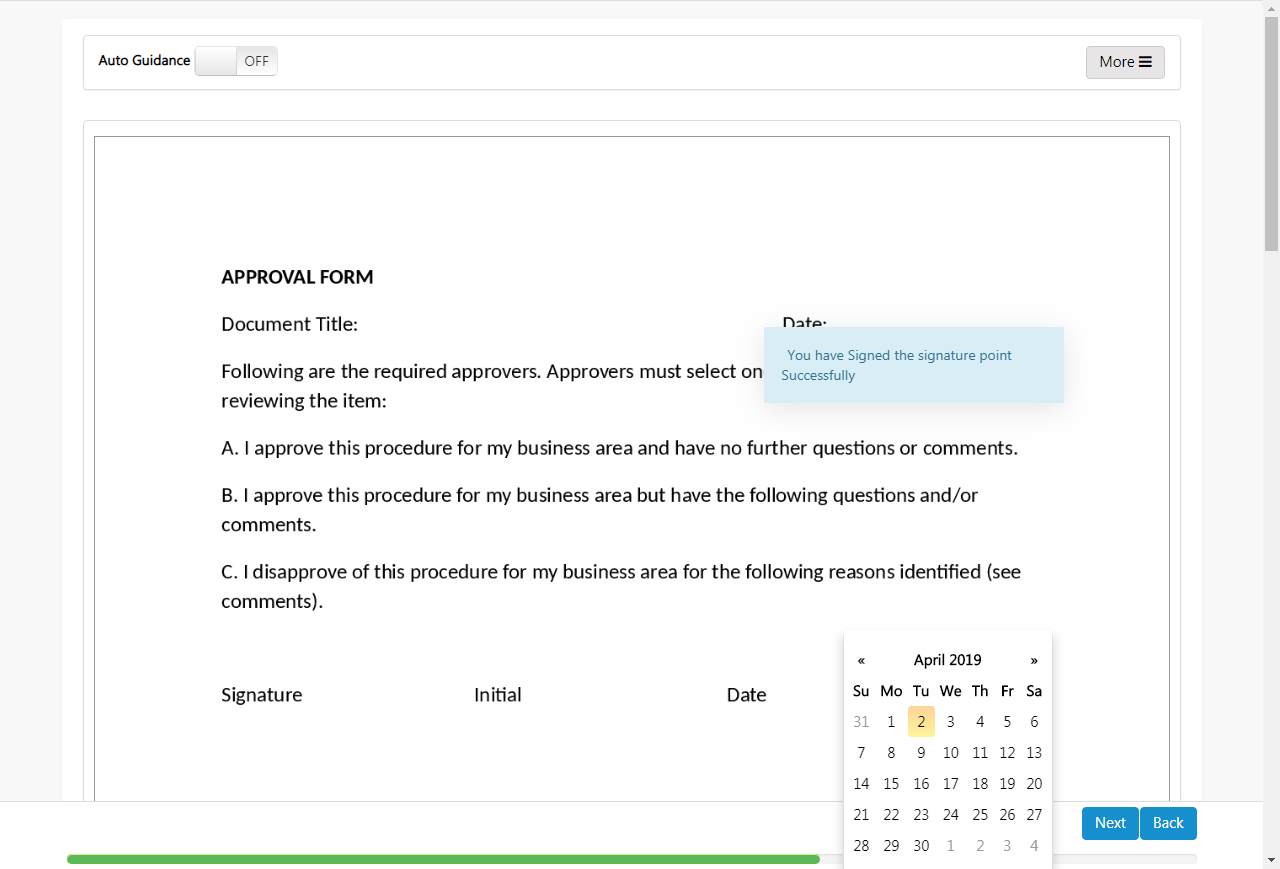 Auto Guidance OFF More
APPROVAL FORM
Document Title: Date:
You have Signed the signature point
Successfully
Following are the required approvers. Approvers must select
reviewing the item:
A. I approve this procedure for my business area and have no further questions or comments.
B. I approve this procedure for my business area but have the following questions and/or
comments.
C. I disapprove of this procedure for my business area for the following reasons identified (see
comments).
Signature Initial Date
« April 2019 »
Su Mo Tu We Th Fr Sa
31 1 2 3 4 5 6
7 8 9 10 11 12 13
14 15 16 17 18 19 20
21 22 23 24 25 26 27
28 29 30 1 2 3 4
Next Back